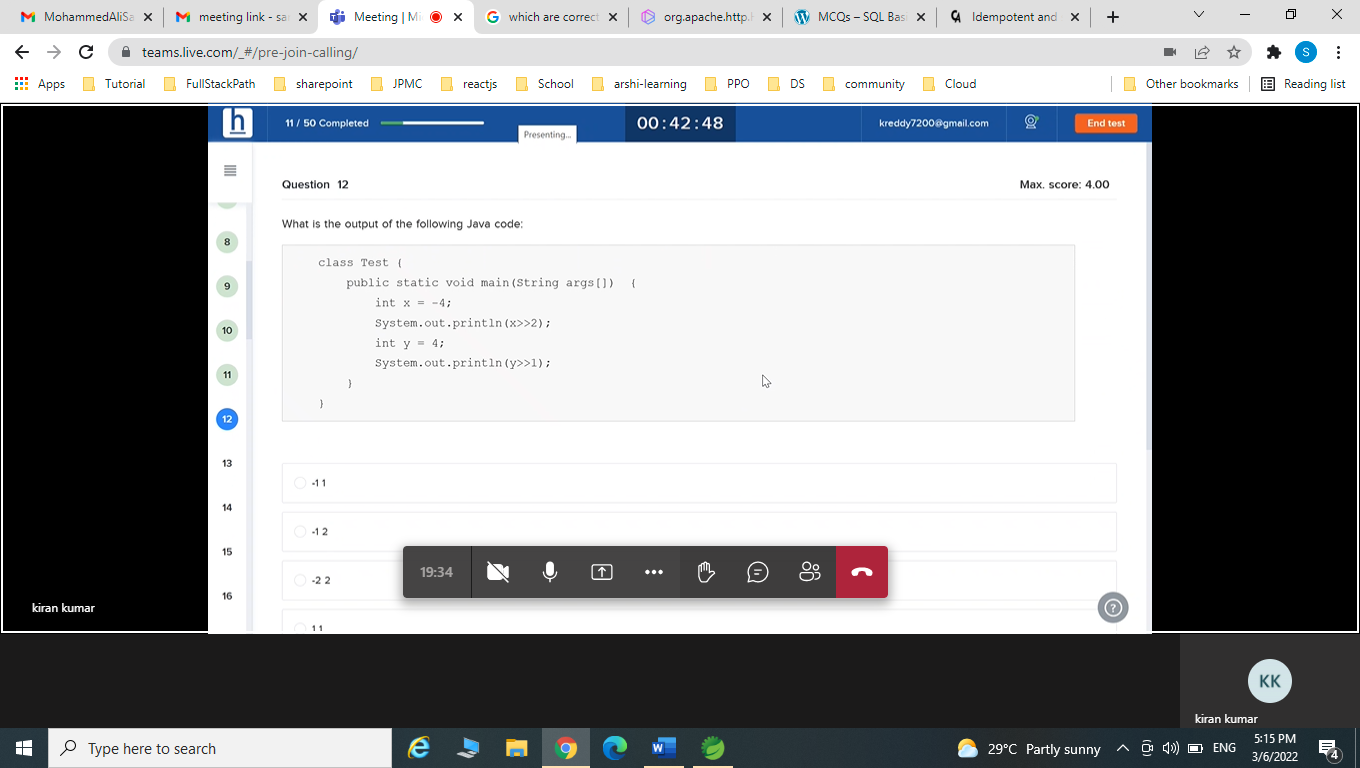 MohammedAliSa
meeting link - sa
Meeting | Mi
which are correct
org.apache.http.
MCQs – SQL Bas
Idempotent and
teams.live.com/_#/pre-join-calling/
S
Apps Tutorial FullStackPath sharepoint JPMC reactjs School arshi-learning PPO DS community Cloud Other bookmarks Reading list
h
11 / 50 Completed
Presenting...
00:42:48
kreddy7200@gmail.com
End test
Question 12
Max. score: 4.00
What is the output of the following Java code:
class Test {
public static void main(String args[]) {
int x = -4;
System.out.println(x>>2);
int y = 4;
System.out.println(y>>1);
}
}
8
9
10
11
12
13
14
15
16
-1 1
-1 2
-2 2
1 1
19:34
?
kiran kumar
KK
kiran kumar
Type here to search
29°C Partly sunny
ENG
5:15 PM
3/6/2022
4